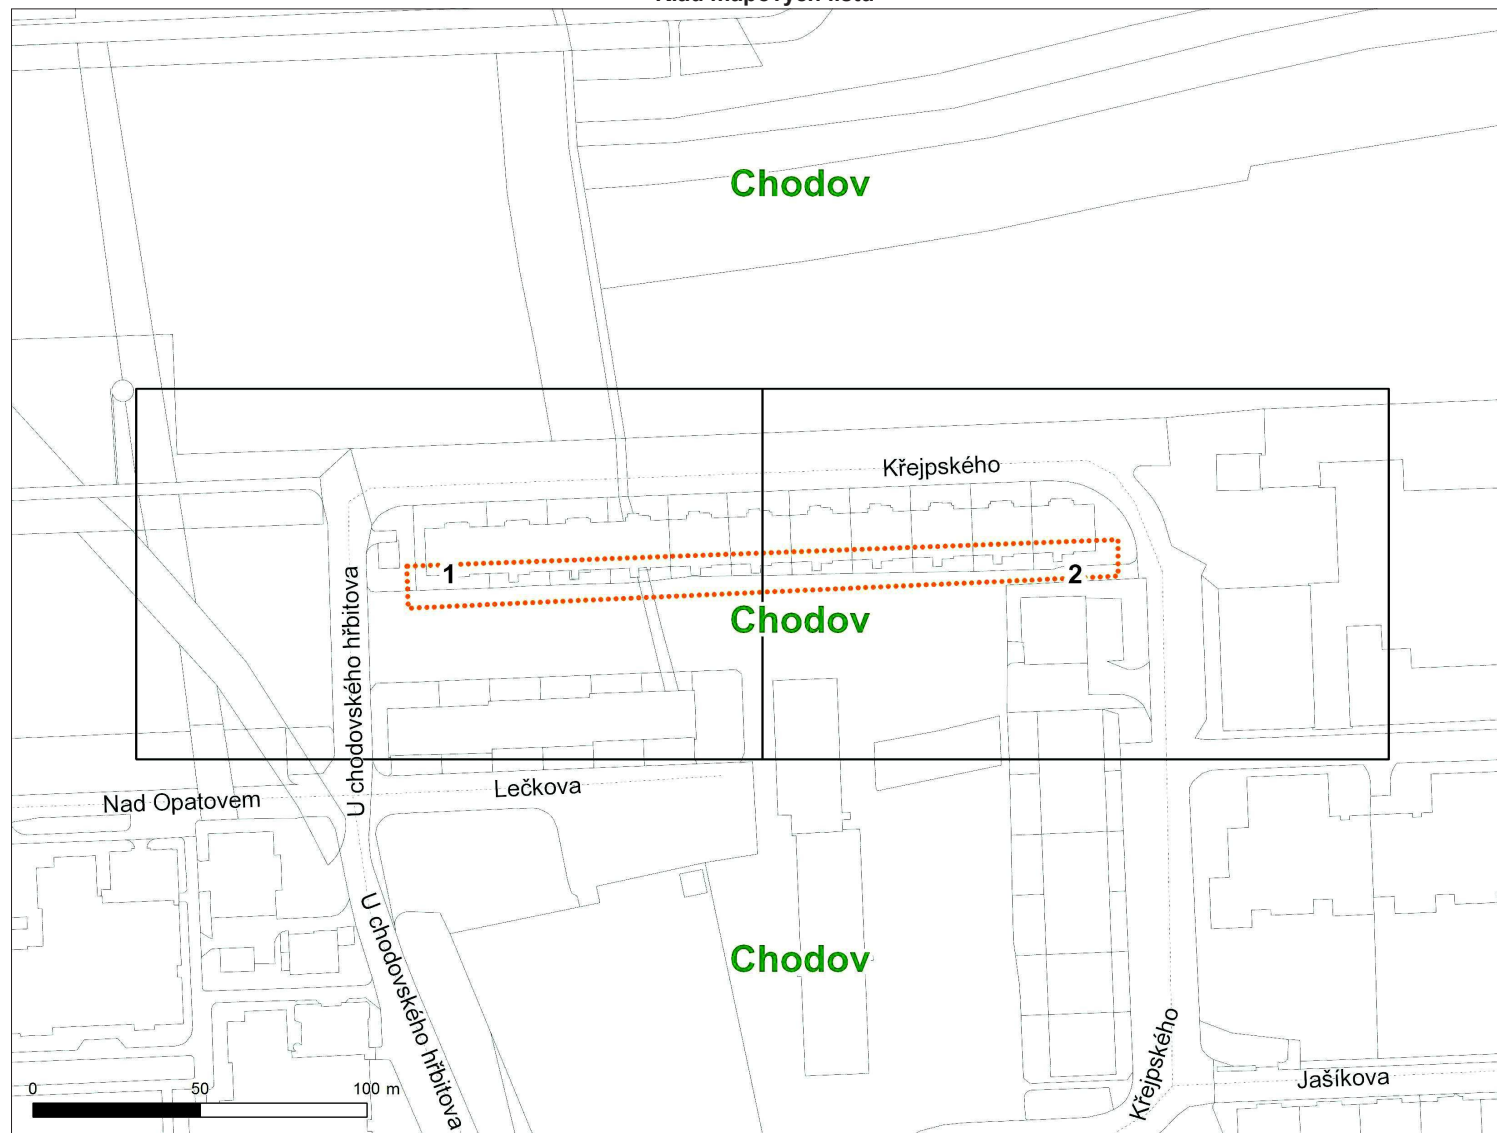 Chodov
Křejpského
1
2
Chodov
U chodovského hřbitova
Lečkova
Nad Opatovem
U chodovského hřbitova
Chodov
Křejpského
Jašíkova
0 50 100 m